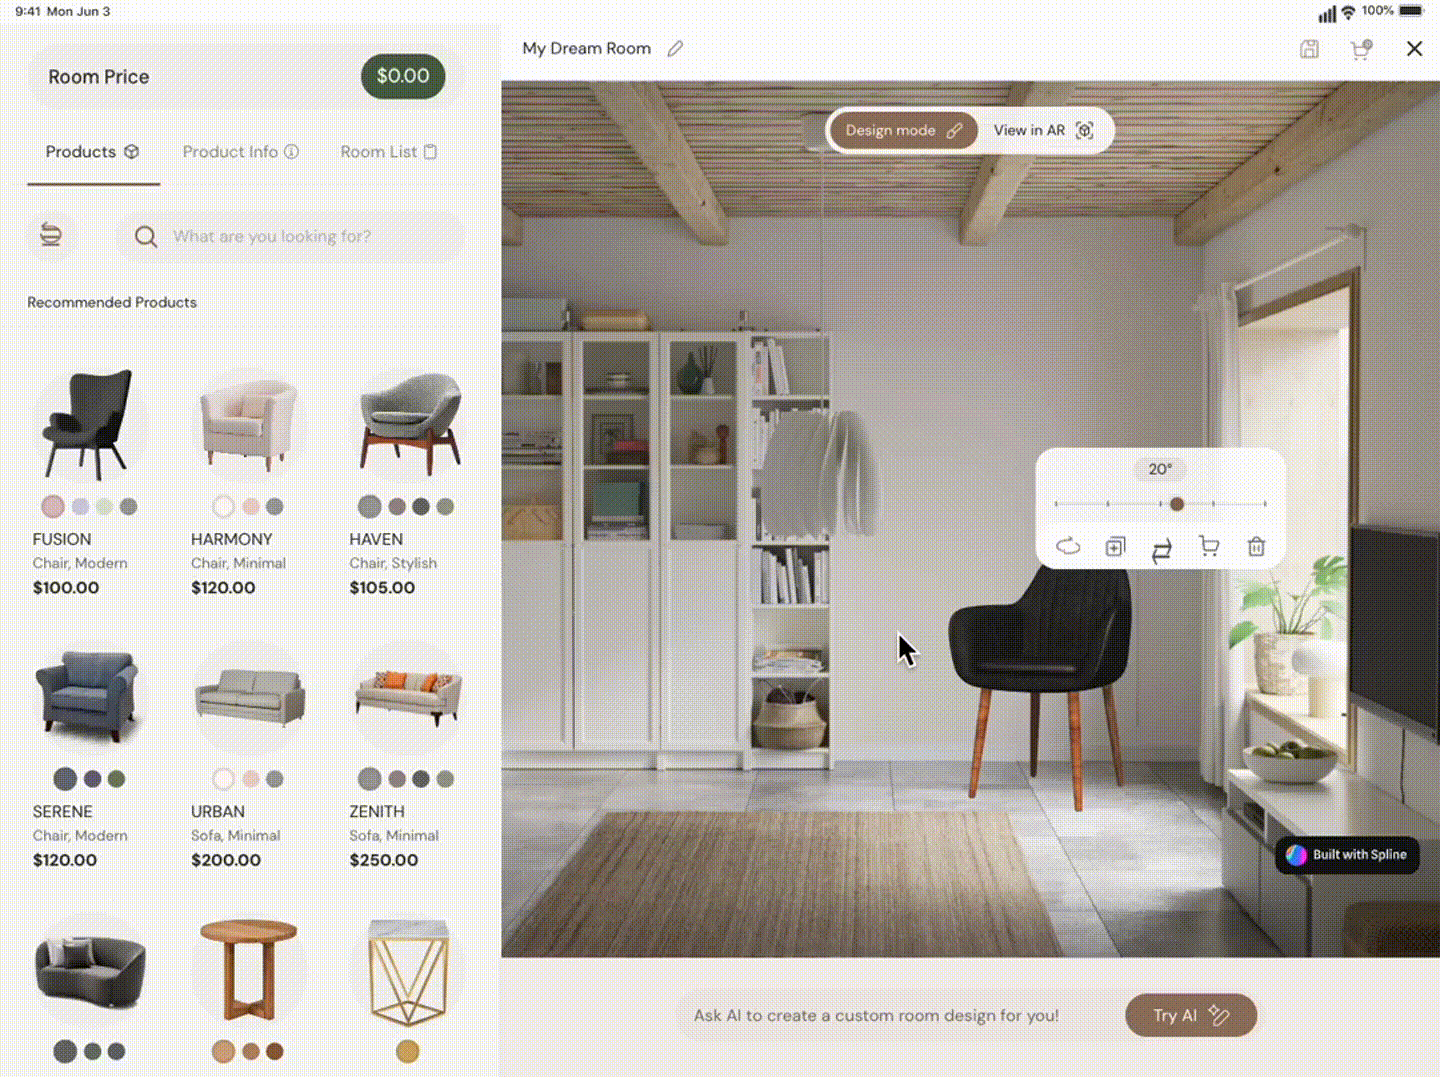 9:41 Mon Jun 3
100%
Room Price
$0.00
Products
Product Info
Room List
What are you looking for?
Recommended Products
FUSION
Chair, Modern
$100.00
HARMONY
Chair, Minimal
$120.00
HAVEN
Chair, Stylish
$105.00
SERENE
Chair, Modern
$120.00
URBAN
Sofa, Minimal
$200.00
ZENITH
Sofa, Minimal
$250.00
My Dream Room
Design mode
View in AR
20°
Built with Spline
Ask AI to create a custom room design for you!
Try AI